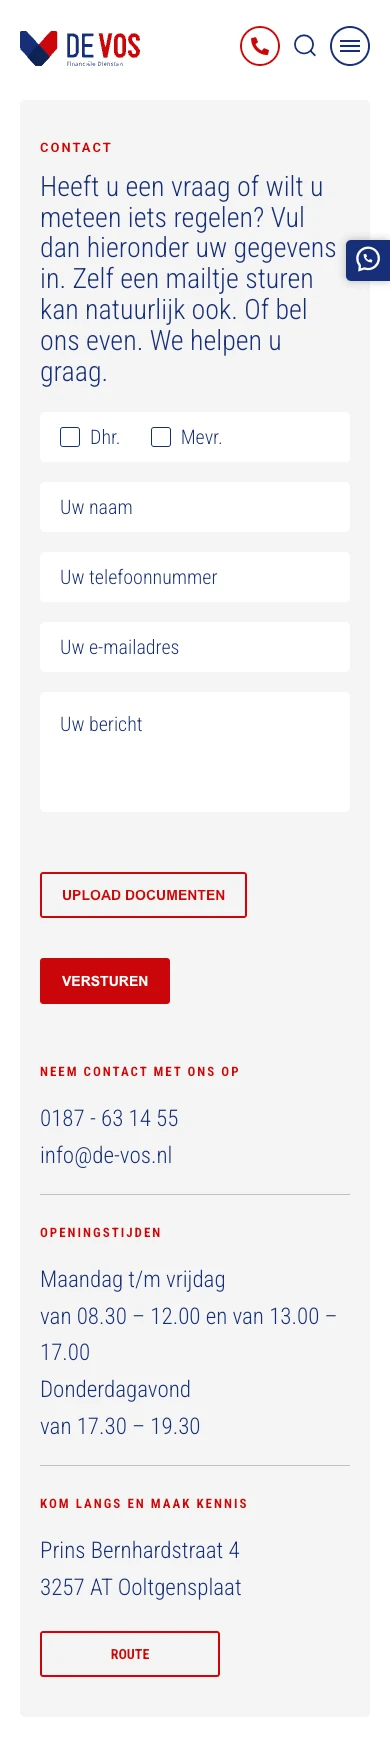 DE VOS
Financiële Diensten
CONTACT
Heeft u een vraag of wilt u
meteen iets regelen? Vul
dan hieronder uw gegevens
in. Zelf een mailtje sturen
kan natuurlijk ook. Of bel
ons even. We helpen u
graag.
Dhr. Mevr.
Uw naam
Uw telefoonnummer
Uw e-mailadres
Uw bericht
UPLOAD DOCUMENTEN
VERSTUREN
NEEM CONTACT MET ONS OP
0187 - 63 14 55
info@de-vos.nl
OPENINGSTIJDEN
Maandag t/m vrijdag
van 08.30 – 12.00 en van 13.00 –
17.00
Donderdagavond
van 17.30 – 19.30
KOM LANGS EN MAAK KENNIS
Prins Bernhardstraat 4
3257 AT Ooltgensplaat
ROUTE